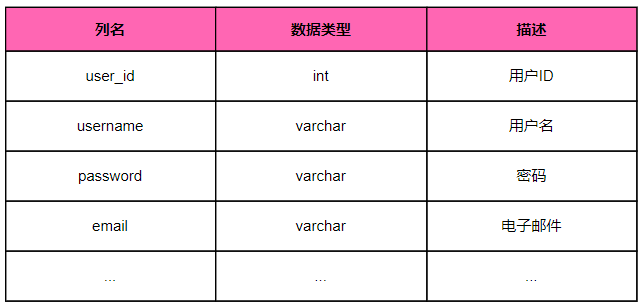 列名 数据类型 描述
user_id int 用户ID
username varchar 用户名
password varchar 密码
email varchar 电子邮件
... ... ...